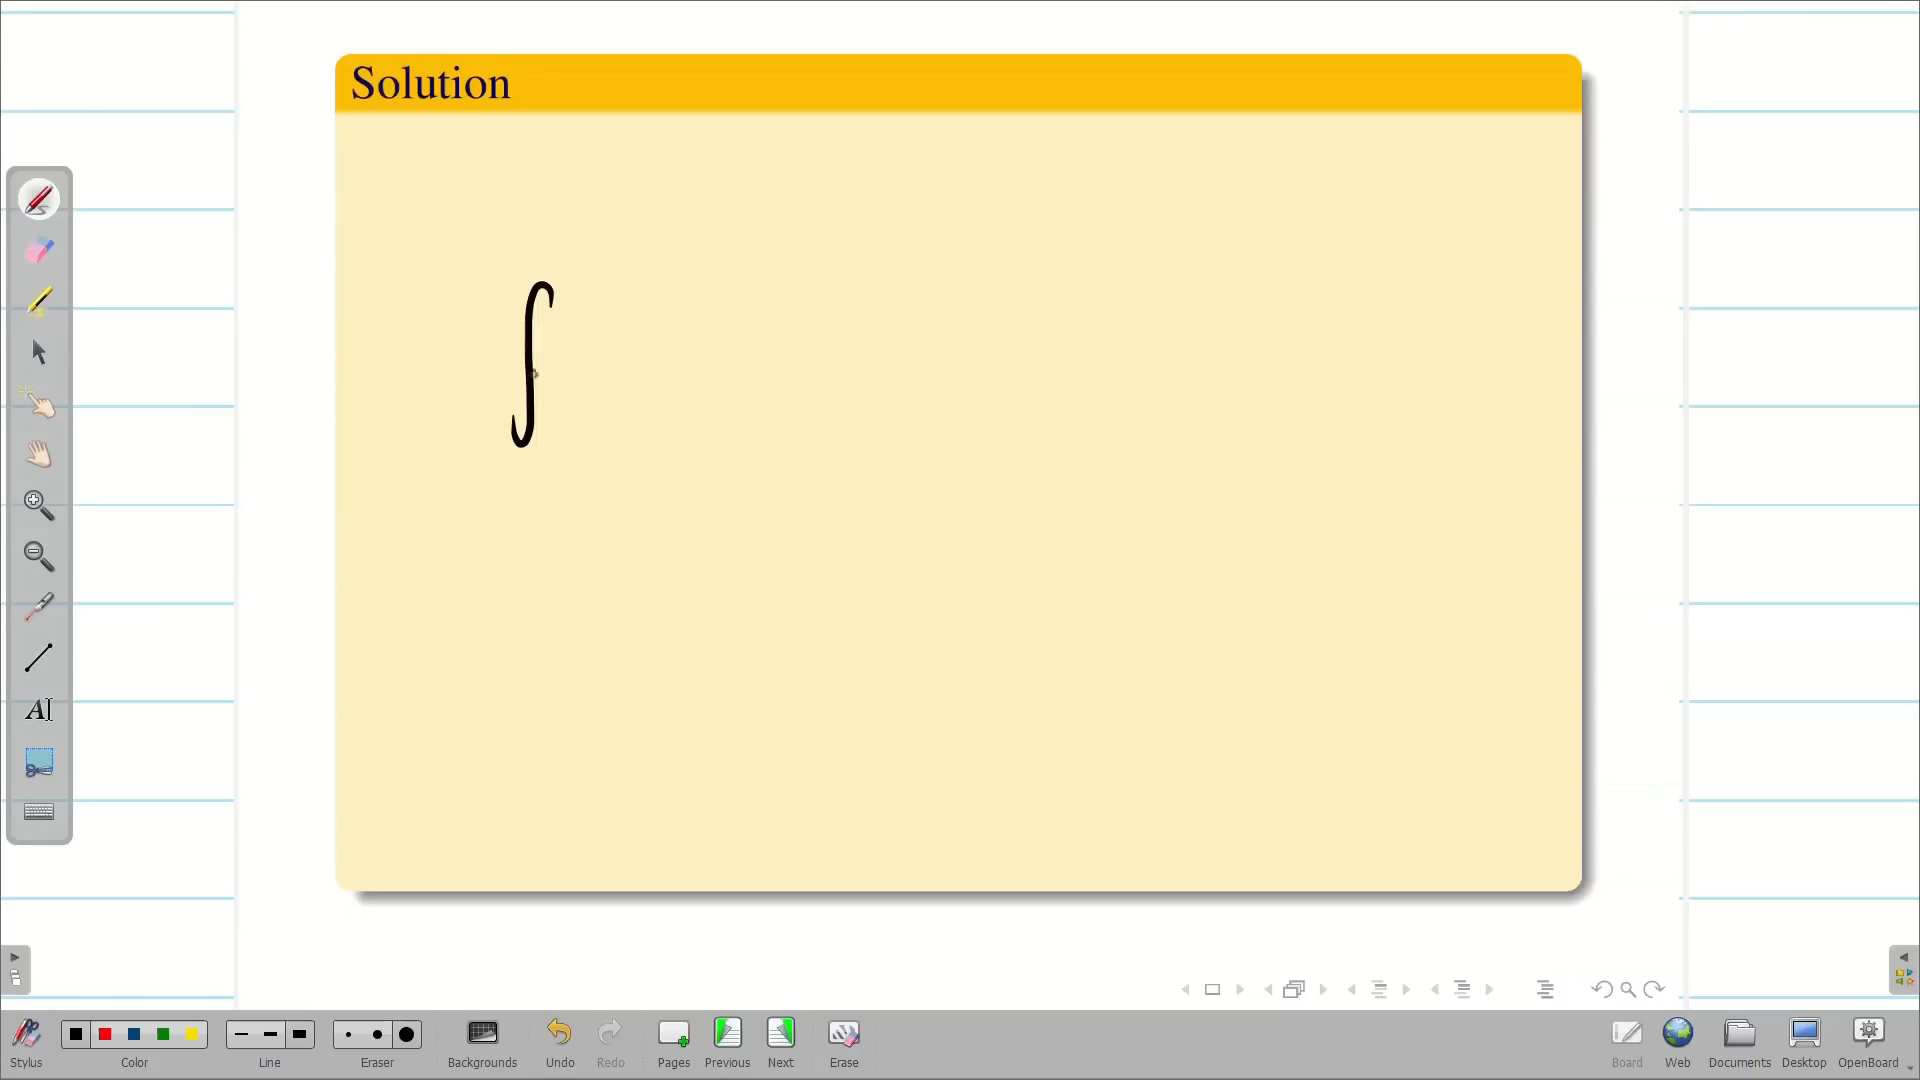 Solution
∫
Stylus Color Line Eraser Backgrounds Undo Redo Pages Previous Next Erase Board Web Documents Desktop OpenBoard